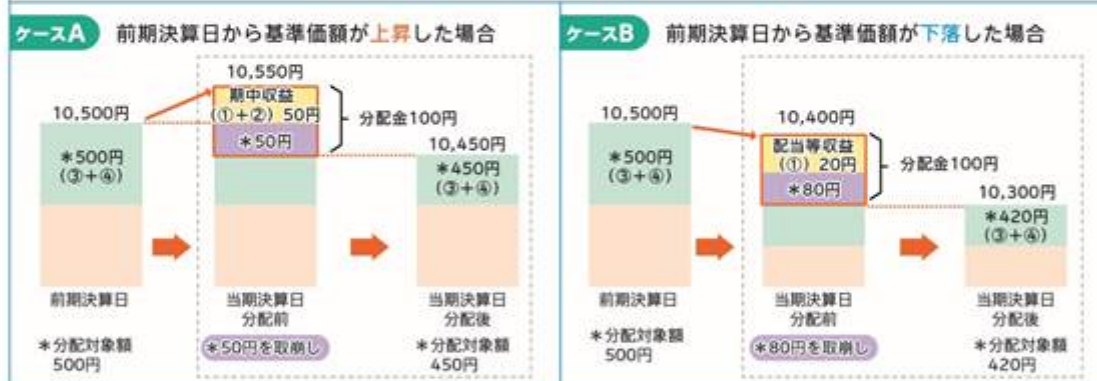 ケースA 前期決算日から基準価額が上昇した場合
10,550円
期中収益
(①+②) 50円
*50円
分配金100円
10,500円
*500円
(③+④)
10,450円
*450円
(③+④)
前期決算日
当期決算日
分配前
当期決算日
分配後
*分配対象額
500円
*50円を取崩し
*分配対象額
450円
ケースB 前期決算日から基準価額が下落した場合
10,500円
*500円
(③+④)
10,400円
配当等収益
(①) 20円
*80円
分配金100円
10,300円
*420円
(③+④)
前期決算日
当期決算日
分配前
当期決算日
分配後
*分配対象額
500円
*80円を取崩し
*分配対象額
420円